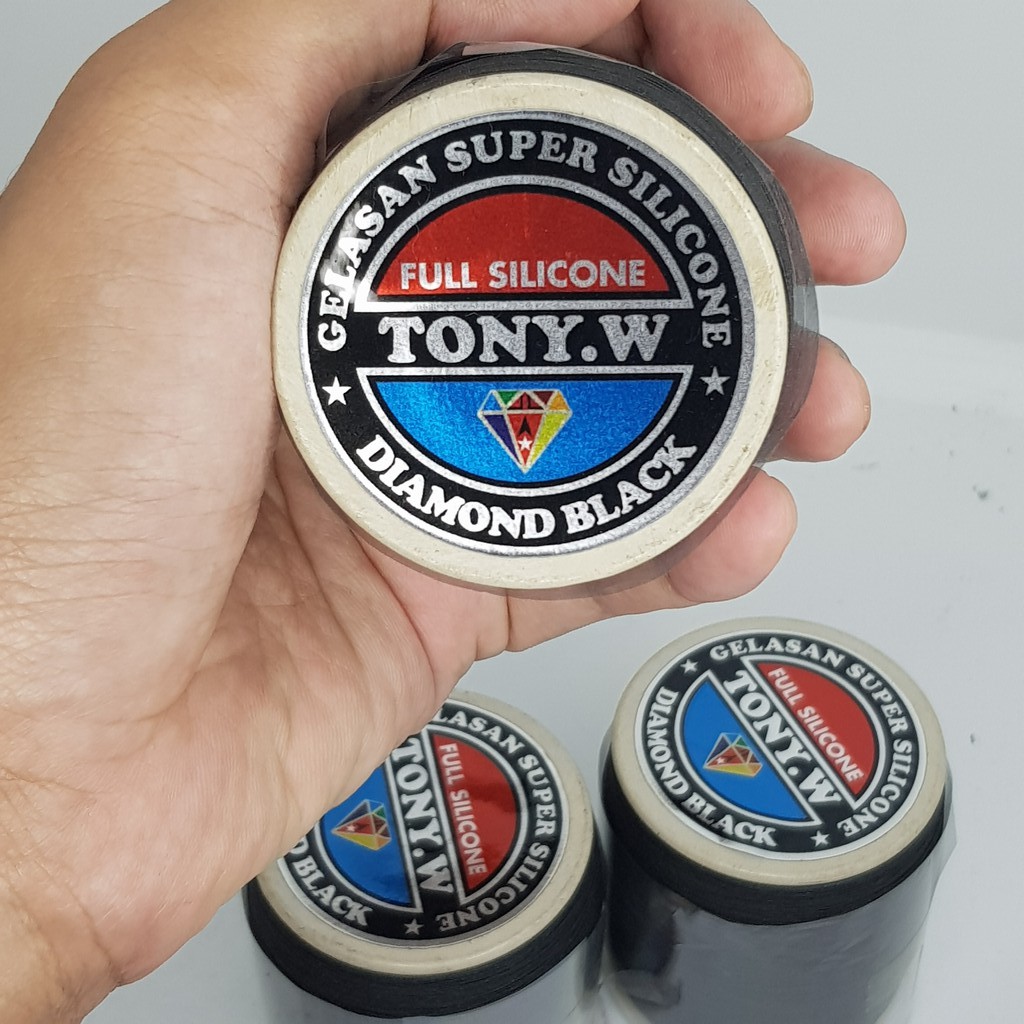 GELASAN SUPER SILICONE
FULL SILICONE
TONY.W
DIAMOND BLACK
GELASAN SUPER SILICONE
FULL SILICONE
TONY.W
DIAMOND BLACK
LASAN SUPER SILICONE
FULL SILICONE
TONY.W
D BLACK